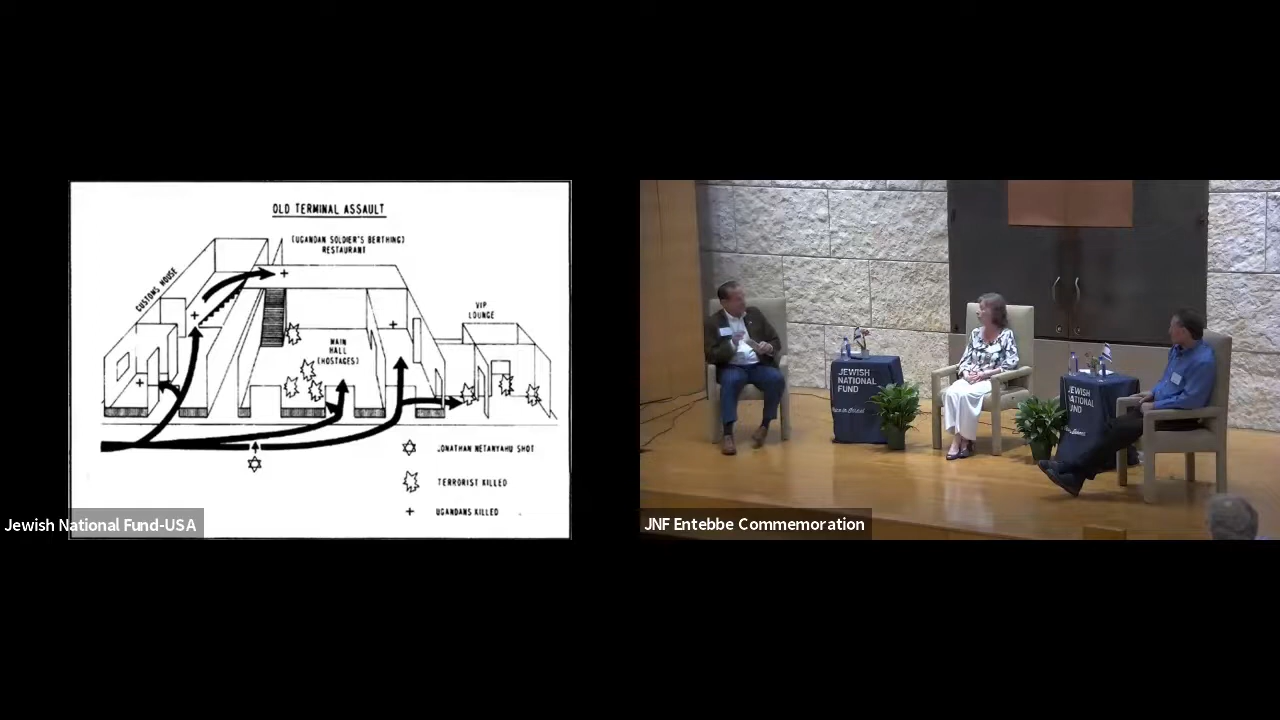 OLD TERMINAL ASSAULT
(UGANDAN SOLDIER'S BERTHING)
RESTAURANT
CUSTOMS HOUSE
VIP
LOUNGE
MAIN
HALL
(HOSTAGES)
JONATHAN NETANYAHU SHOT
TERRORIST KILLED
UGANDANS KILLED
Jewish National Fund-USA
JEWISH
NATIONAL
FUND
JEWISH
NATIONAL
FUND
JNF Entebbe Commemoration